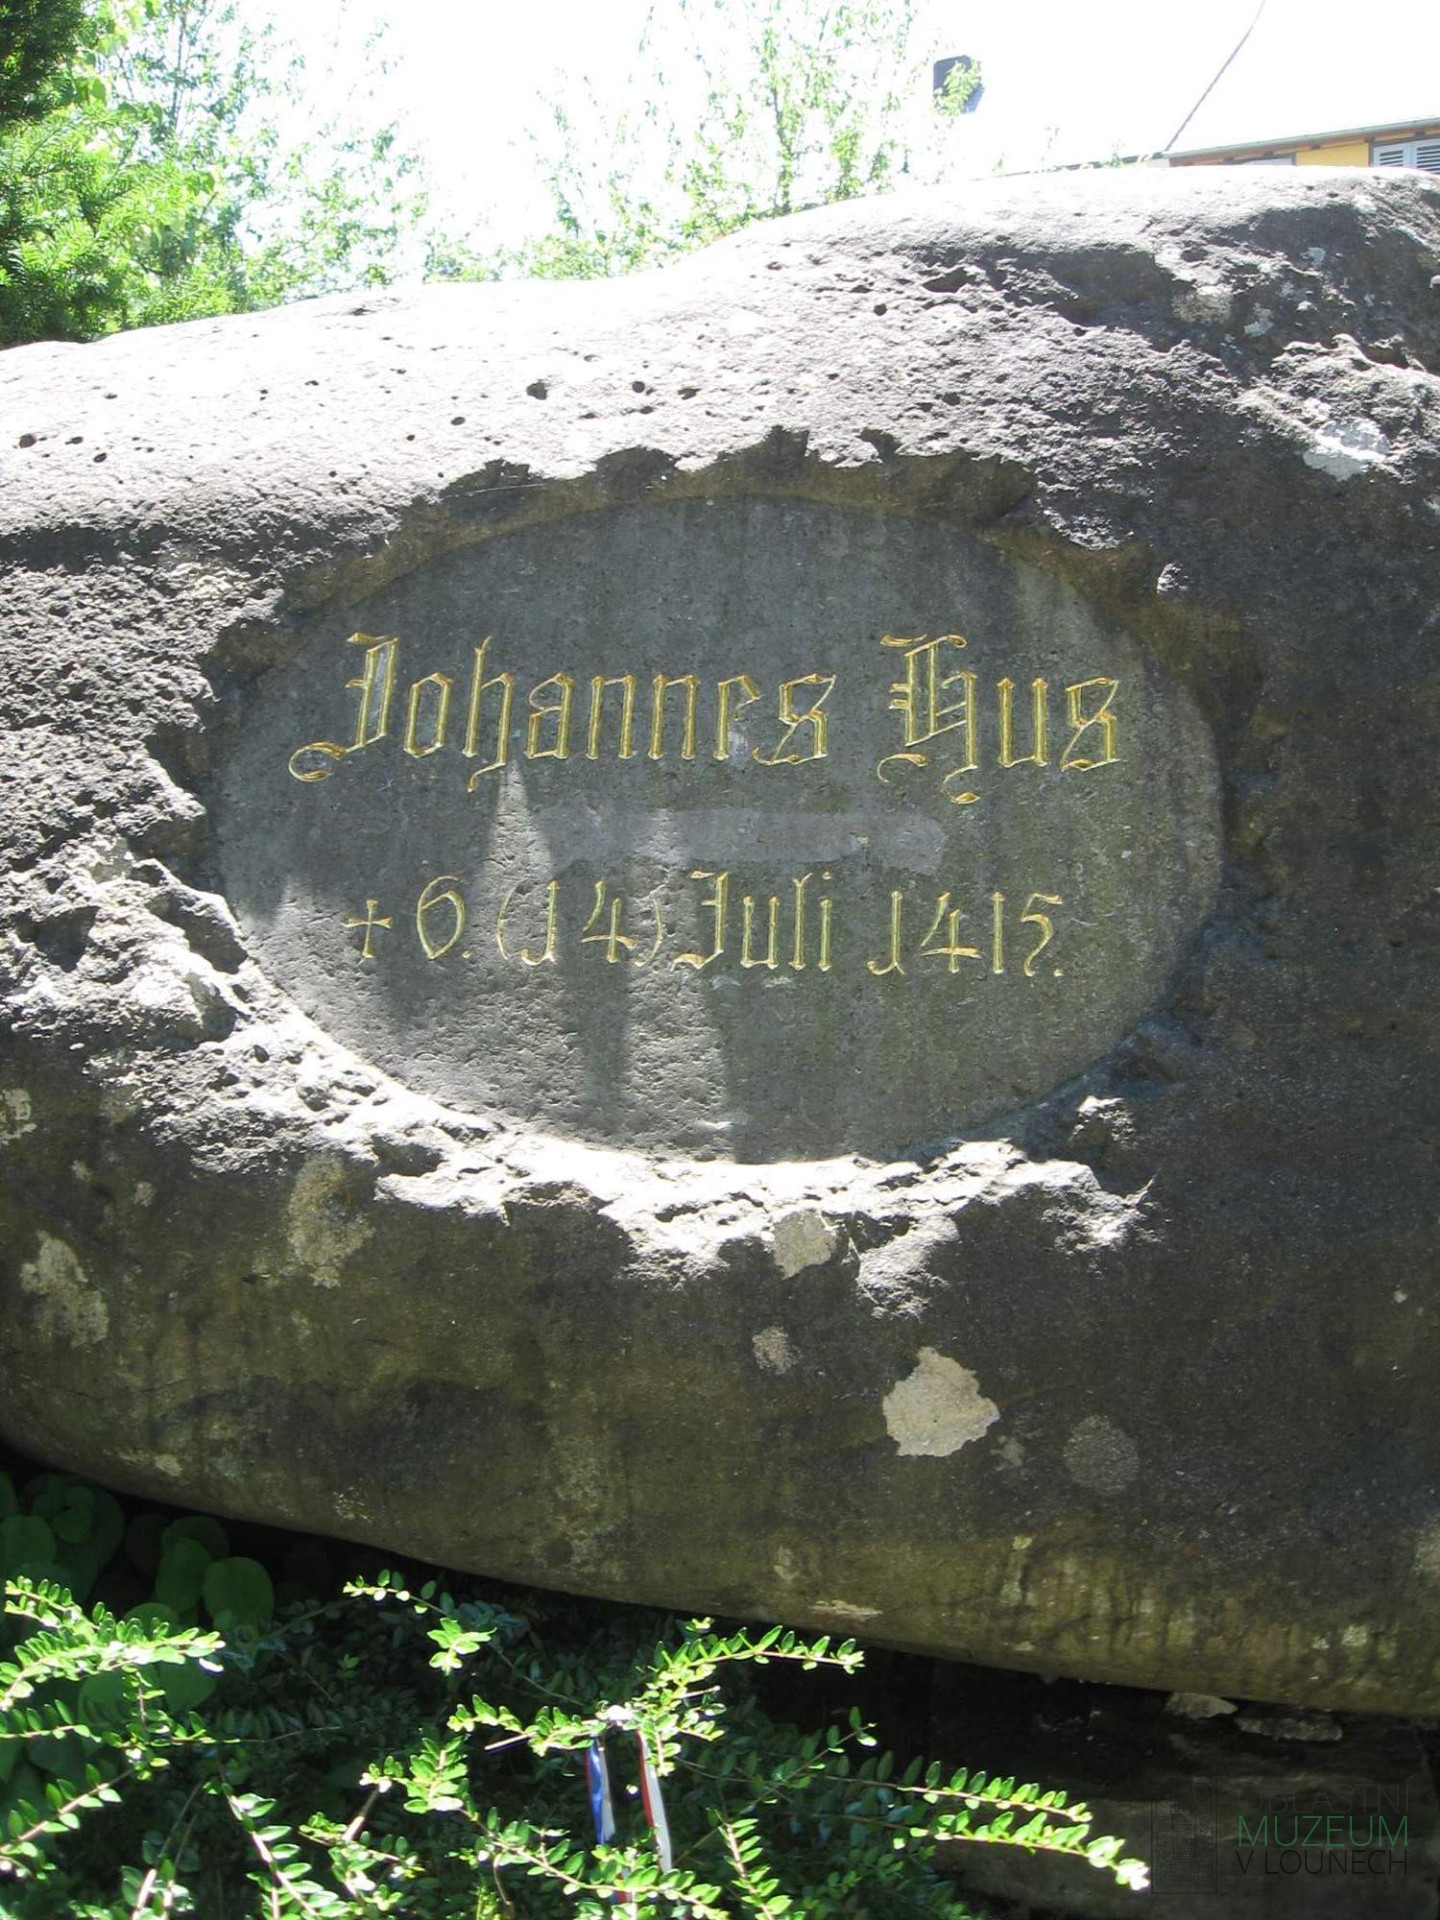 Johannes Hus
+ 6. (14) Juli 1415.
OBLASTNÍ
MUZEUM
V LOUNECH